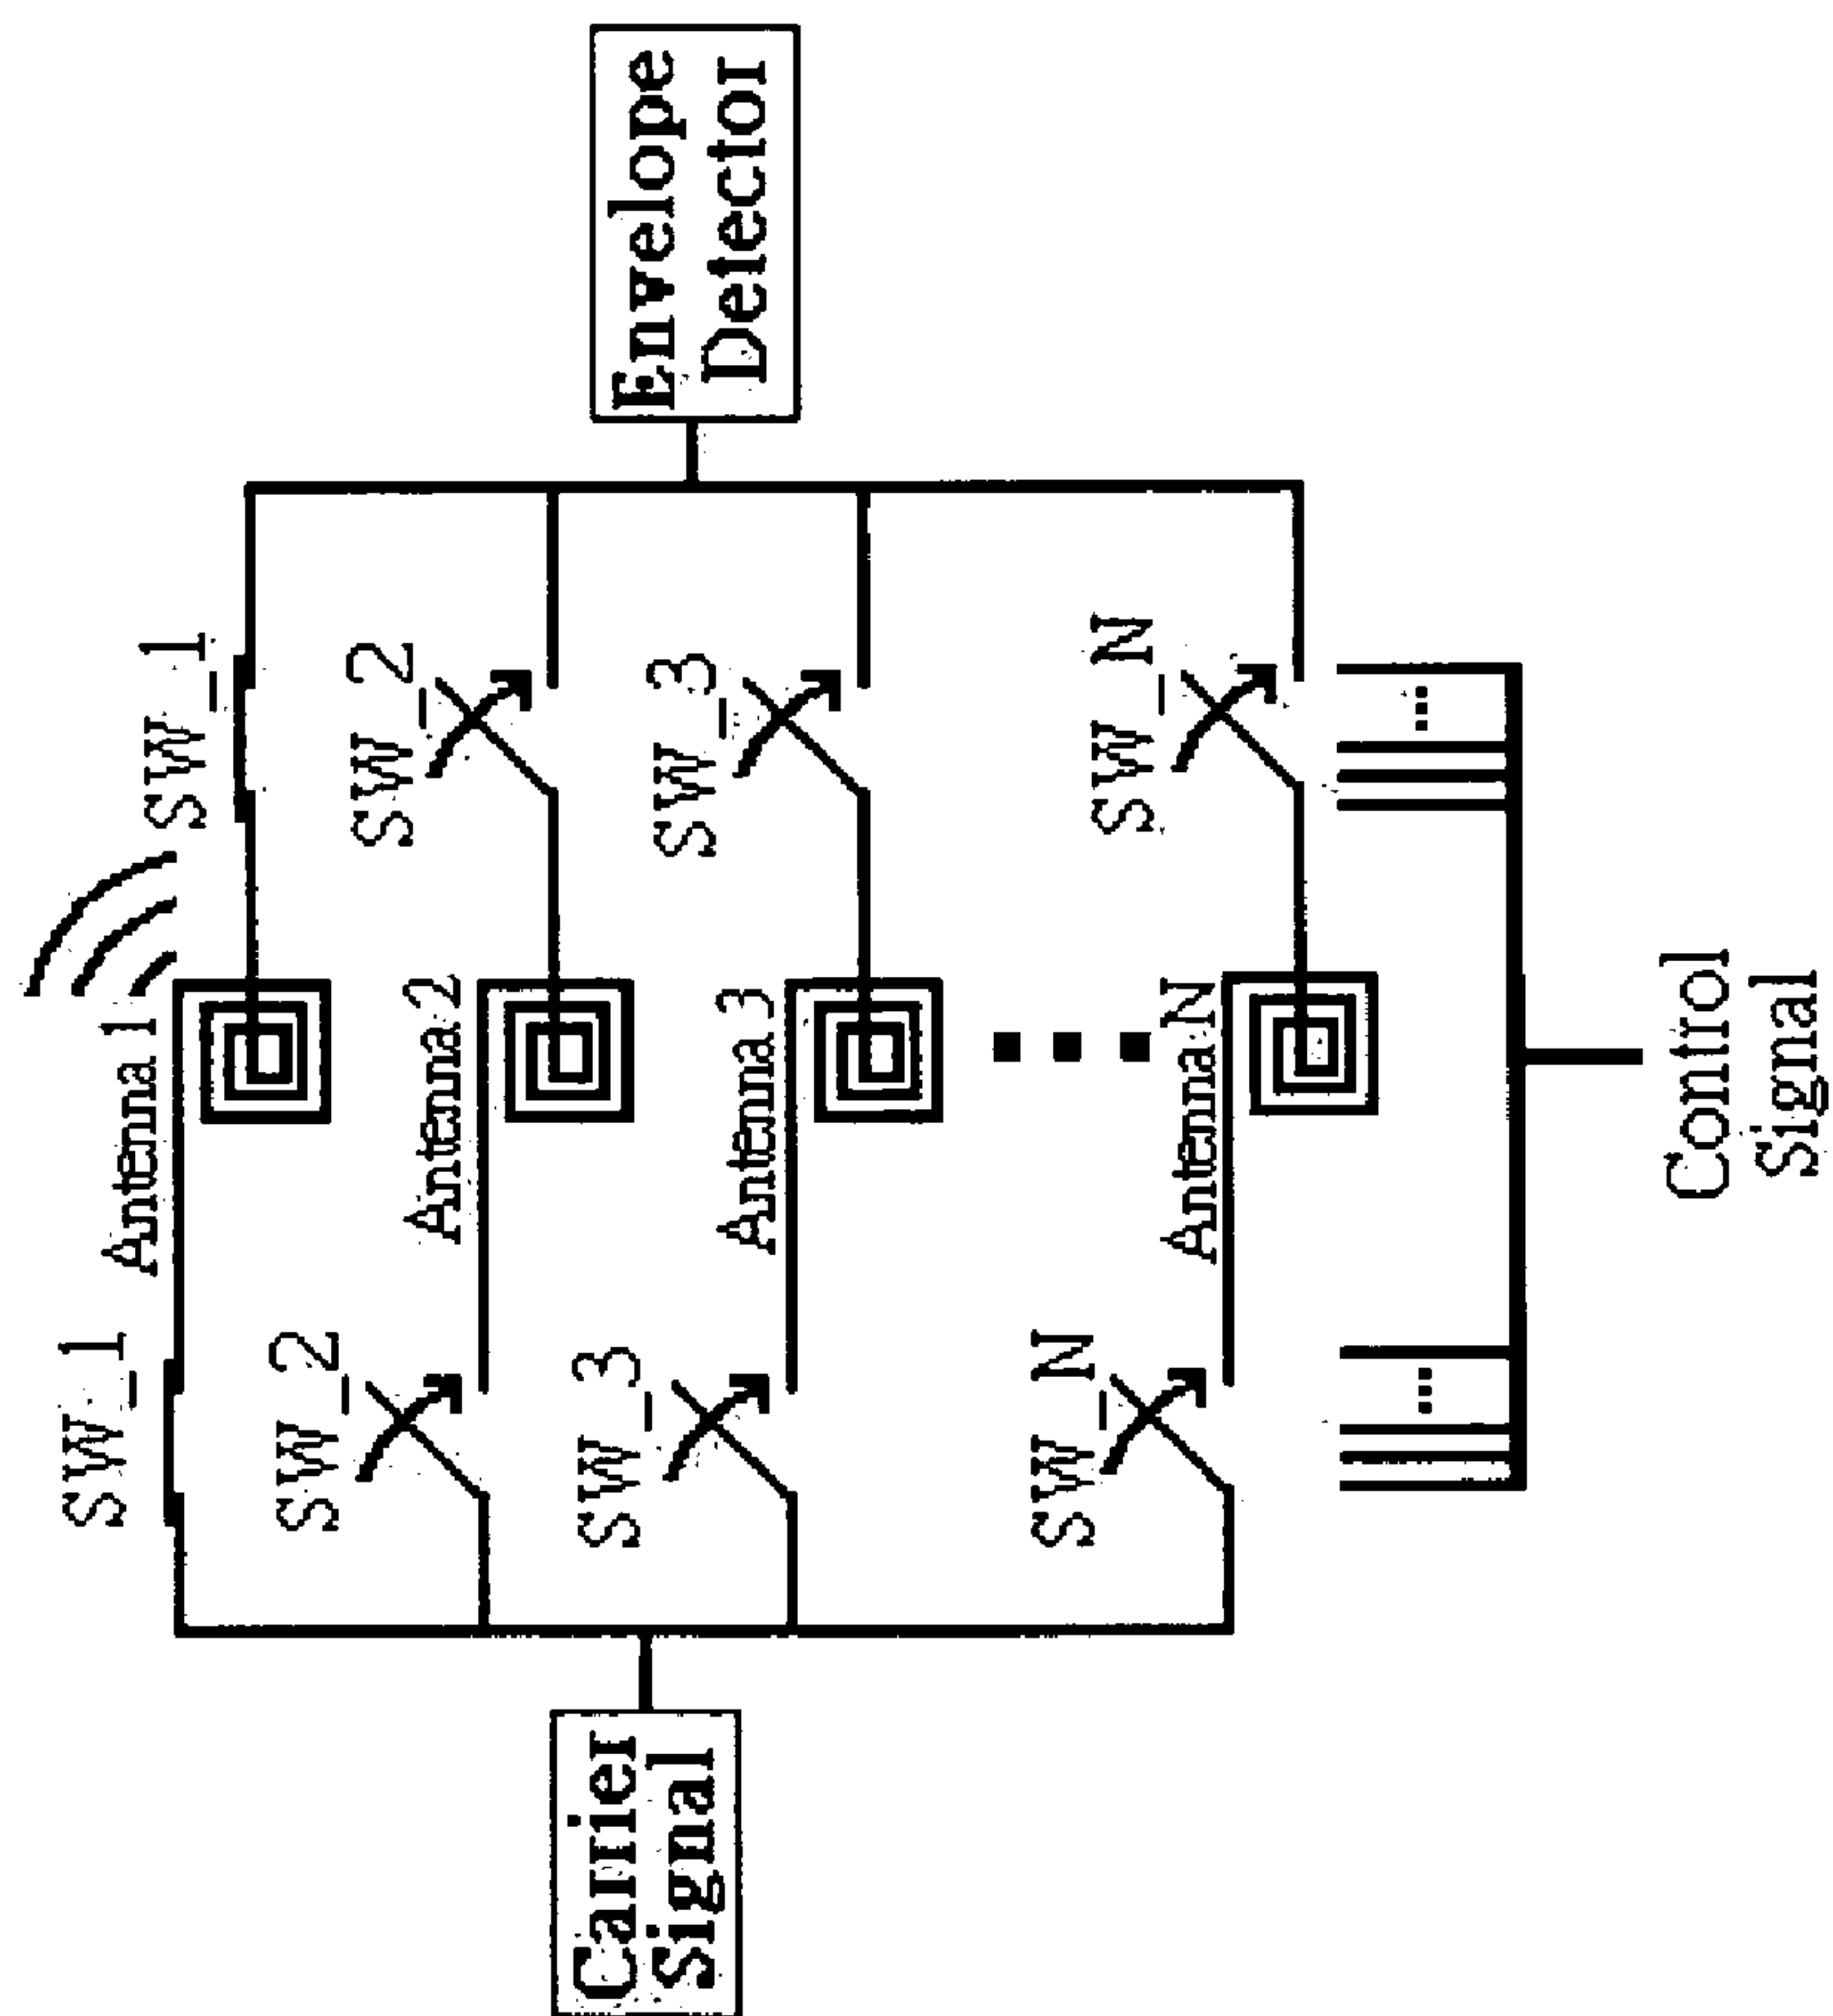 SW_1
Antenna 1
SW_1
SW_2
Antenna 2
SW_2
Carrier
Signal
Envelope
Delector
SW_3
Antenna 3
SW_3
SW_N
Antenna N
SW_N
Control
Signal